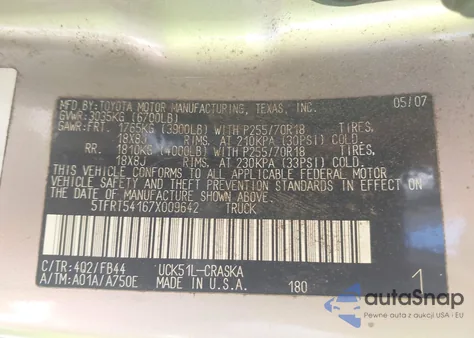 MFD.BY: TOYOTA MOTOR MANUFACTURING, TEXAS, INC. 05/07
GVWR: 3035KG (6700LB)
GAWR: FRT. 1765KG (3900LB) WITH P255/70R18 TIRES,
18X8J RIMS, AT 210KPA (30PSI) COLD.
RR. 1810KG (4000LB) WITH P255/70R18 TIRES,
18X8J RIMS, AT 230KPA (33PSI) COLD.
THIS VEHICLE CONFORMS TO ALL APPLICABLE FEDERAL MOTOR
VEHICLE SAFETY AND THEFT PREVENTION STANDARDS IN EFFECT
ON THE DATE OF MANUFACTURE SHOWN ABOVE.
5TFRT54167X009642 TRUCK
C/TR: 4Q2/FB44 UCK51L-CRASKA
A/TM: A01A/A750E MADE IN U.S.A. 180 1
autoSnap
Pewne auta z USA i EU